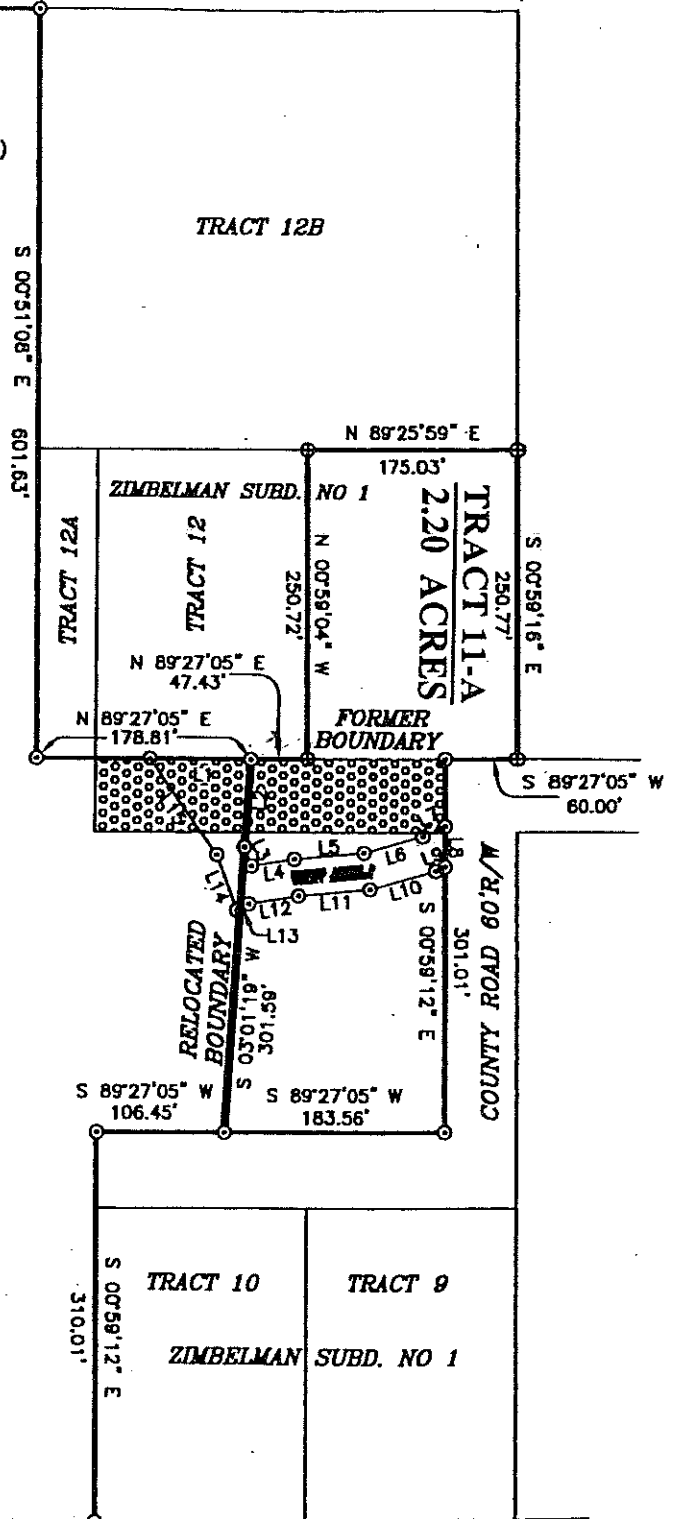 )
TRACT 12B
S 00°51'08" E 601.63'
N 89°25'59" E
175.03'
ZIMBELMAN SUBD. NO 1
TRACT 12A
TRACT 12
N 00°59'04" W
250.72'
TRACT 11-A
2.20 ACRES
S 00°59'16" E
250.77'
N 89°27'05" E
47.43'
N 89°27'05" E
178.81'
FORMER
BOUNDARY
S 89°27'05" W
60.00'
L1
L4
L5
L6
L8
L10
L11
L12
L13
L14
COUNTY ROAD 60'R/W
S 00°59'12" E
301.01'
RELOCATED
BOUNDARY
S 03°01'19" W
301.59'
S 89°27'05" W
106.45'
S 89°27'05" W
183.56'
S 00°59'12" E
310.01'
TRACT 10
TRACT 9
ZIMBELMAN SUBD. NO 1